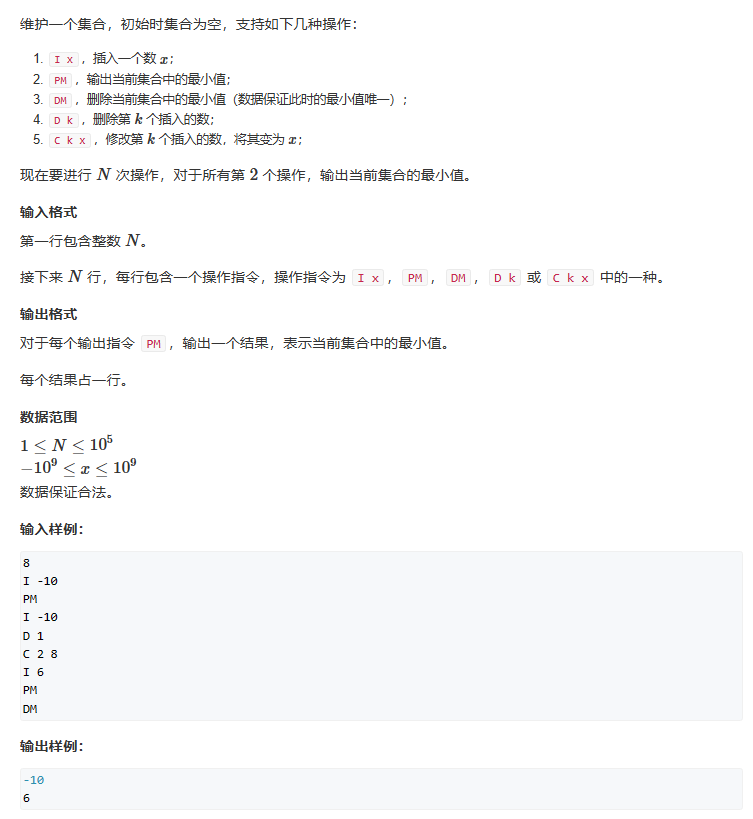 维护一个集合，初始时集合为空，支持如下几种操作：
1. I x，插入一个数 x；
2. PM，输出当前集合中的最小值；
3. DM，删除当前集合中的最小值（数据保证此时的最小值唯一）；
4. D k，删除第 k 个插入的数；
5. C k x，修改第 k 个插入的数，将其变为 x；
现在要进行 N 次操作，对于所有第 2 个操作，输出当前集合的最小值。
输入格式
第一行包含整数 N。
接下来 N 行，每行包含一个操作指令，操作指令为 I x，PM，DM，D k 或 C k x 中的一种。
输出格式
对于每个输出指令 PM，输出一个结果，表示当前集合中的最小值。
每个结果占一行。
数据范围
1 ≤ N ≤ 10⁵
−10⁹ ≤ x ≤ 10⁹
数据保证合法。
输入样例：
8
I -10
PM
I -10
D 1
C 2 8
I 6
PM
DM
输出样例：
-10
6